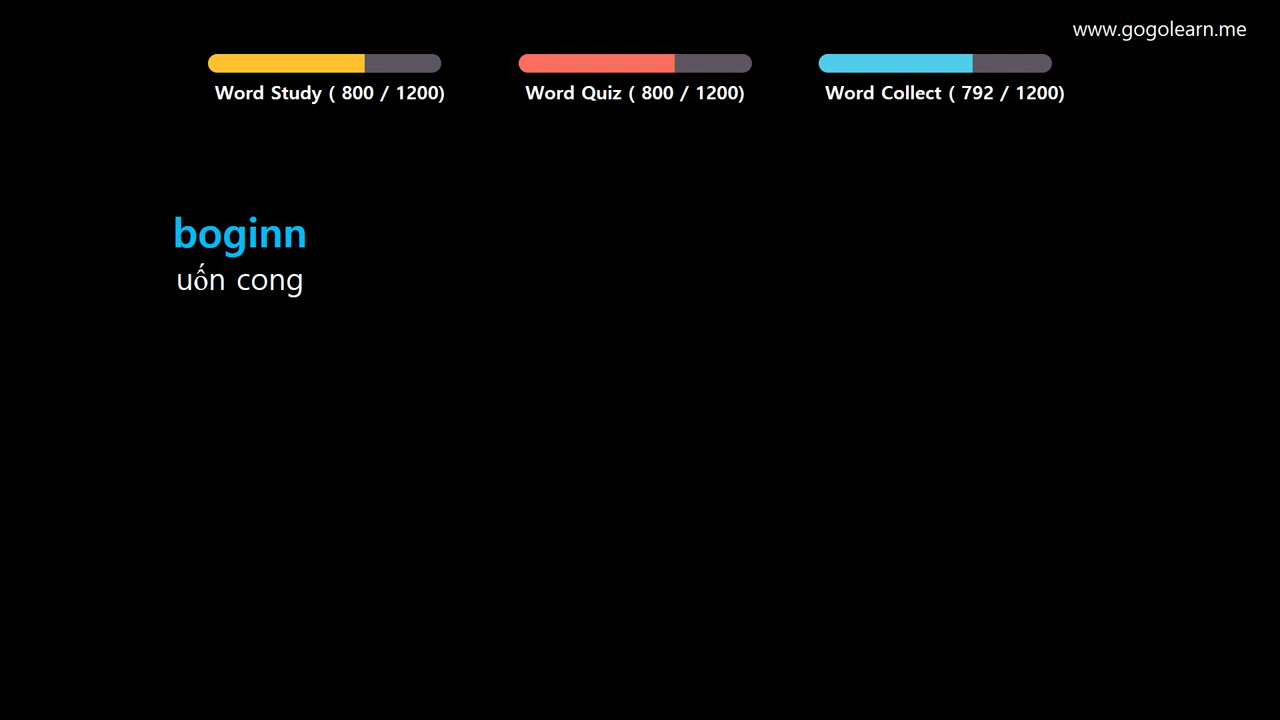 www.gogolearn.me
Word Study ( 800 / 1200)
Word Quiz ( 800 / 1200)
Word Collect ( 792 / 1200)
boginn
uốn cong